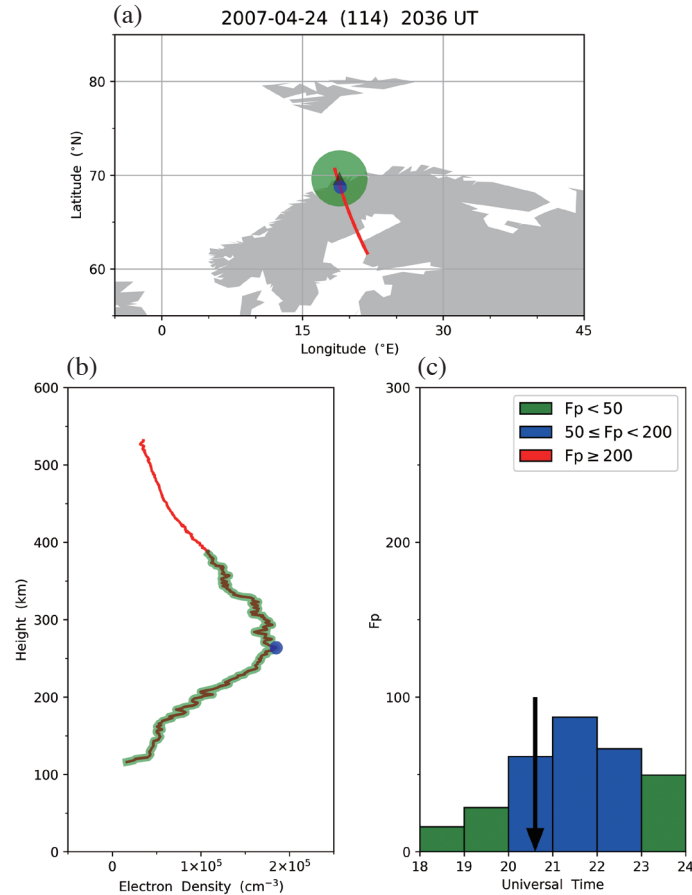 (a)
2007-04-24 (114) 2036 UT
80
70
60
Latitude (°N)
0 15 30 45
Longitude (°E)
(b)
600
500
400
300
200
100
0
Height (km)
0 1×10⁵ 2×10⁵
Electron Density (cm⁻³)
(c)
300
200
100
0
Fp
Fp < 50
50 ≤ Fp < 200
Fp ≥ 200
18 19 20 21 22 23 24
Universal Time